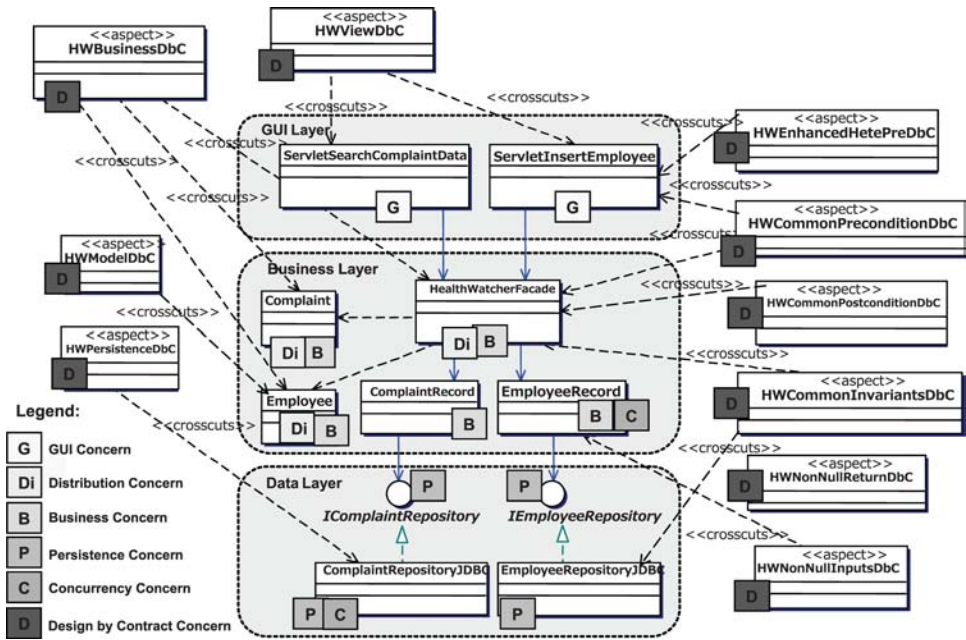 <<aspect>>
HWBusinessDbC
D
<<aspect>>
HWViewDbC
D
<<crosscuts>>
<<crosscuts>>
GUI Layer
<<crosscuts>>
<<crosscuts>>
ServletSearchComplaintData
G
ServletInsertEmployee
G
<<aspect>>
HWEnhancedHetePreDbC
D
<<crosscuts>>
<<crosscuts>>
<<crosscuts>>
<<crosscuts>>
<<aspect>>
HWCommonPreconditionDbC
D
<<crosscuts>>
<<aspect>>
HWModelDbC
D
Business Layer
Complaint
Di
B
HealthWatcherFacade
Di
B
<<crosscuts>>
<<aspect>>
HWCommonPostconditionDbC
D
<<crosscuts>>
<<aspect>>
HWPersistenceDbC
D
<<crosscuts>>
Employee
Di
B
ComplaintRecord
B
EmployeeRecord
B
C
<<aspect>>
HWCommonInvariantsDbC
D
<<crosscuts>>
<<crosscuts>>
Legend:
G
GUI Concern
Di
Distribution Concern
B
Business Concern
P
Persistence Concern
C
Concurrency Concern
D
Design by Contract Concern
Data Layer
P
IComplaintRepository
P
IEmployeeRepository
<<aspect>>
HWNonNullReturnDbC
D
<<crosscuts>>
ComplaintRepositoryJDBC
P
C
EmployeeRepositoryJDBC
P
<<aspect>>
HWNonNullInputsDbC
D